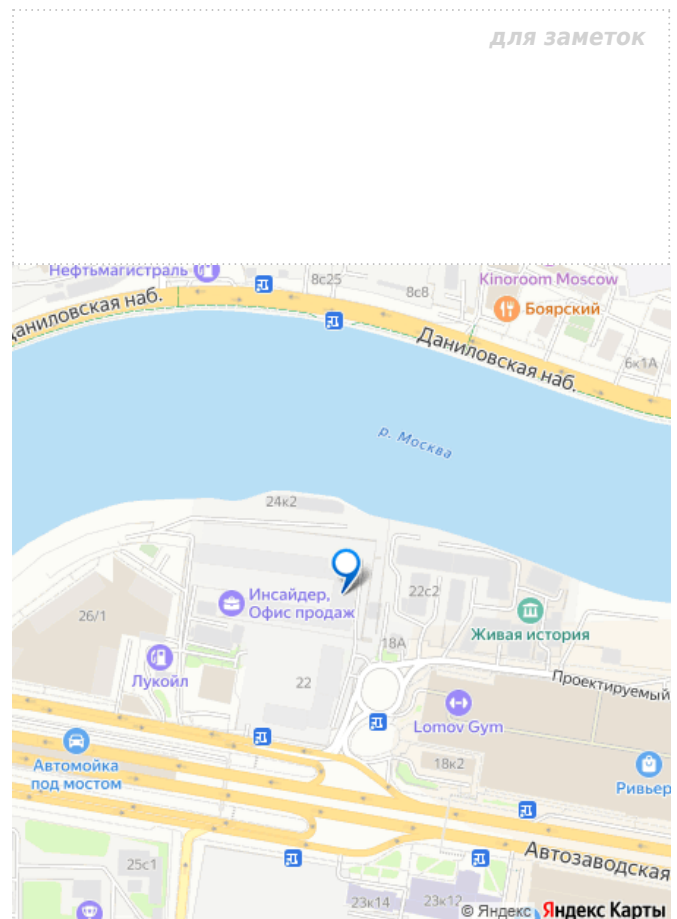 для заметок
Нефтьмагистраль
8с25
8с8
Kinoroom Moscow
Боярский
Даниловская наб.
Даниловская наб.
6к1А
р. Москва
24к2
Инсайдер,
Офис продаж
22с2
26/1
Живая история
18А
Лукойл
22
Проектируемый
Lomov Gym
Автомойка
под мостом
18к2
Ривьер
Автозаводская
25с1
23к14
23к12
© Яндекс Яндекс Карты